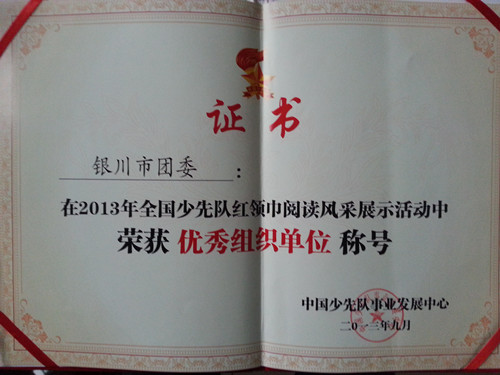 证书
银川市团委：
在2013年全国少先队红领巾阅读风采展示活动中
荣获 优秀组织单位 称号
中国少先队事业发展中心
二〇一三年九月